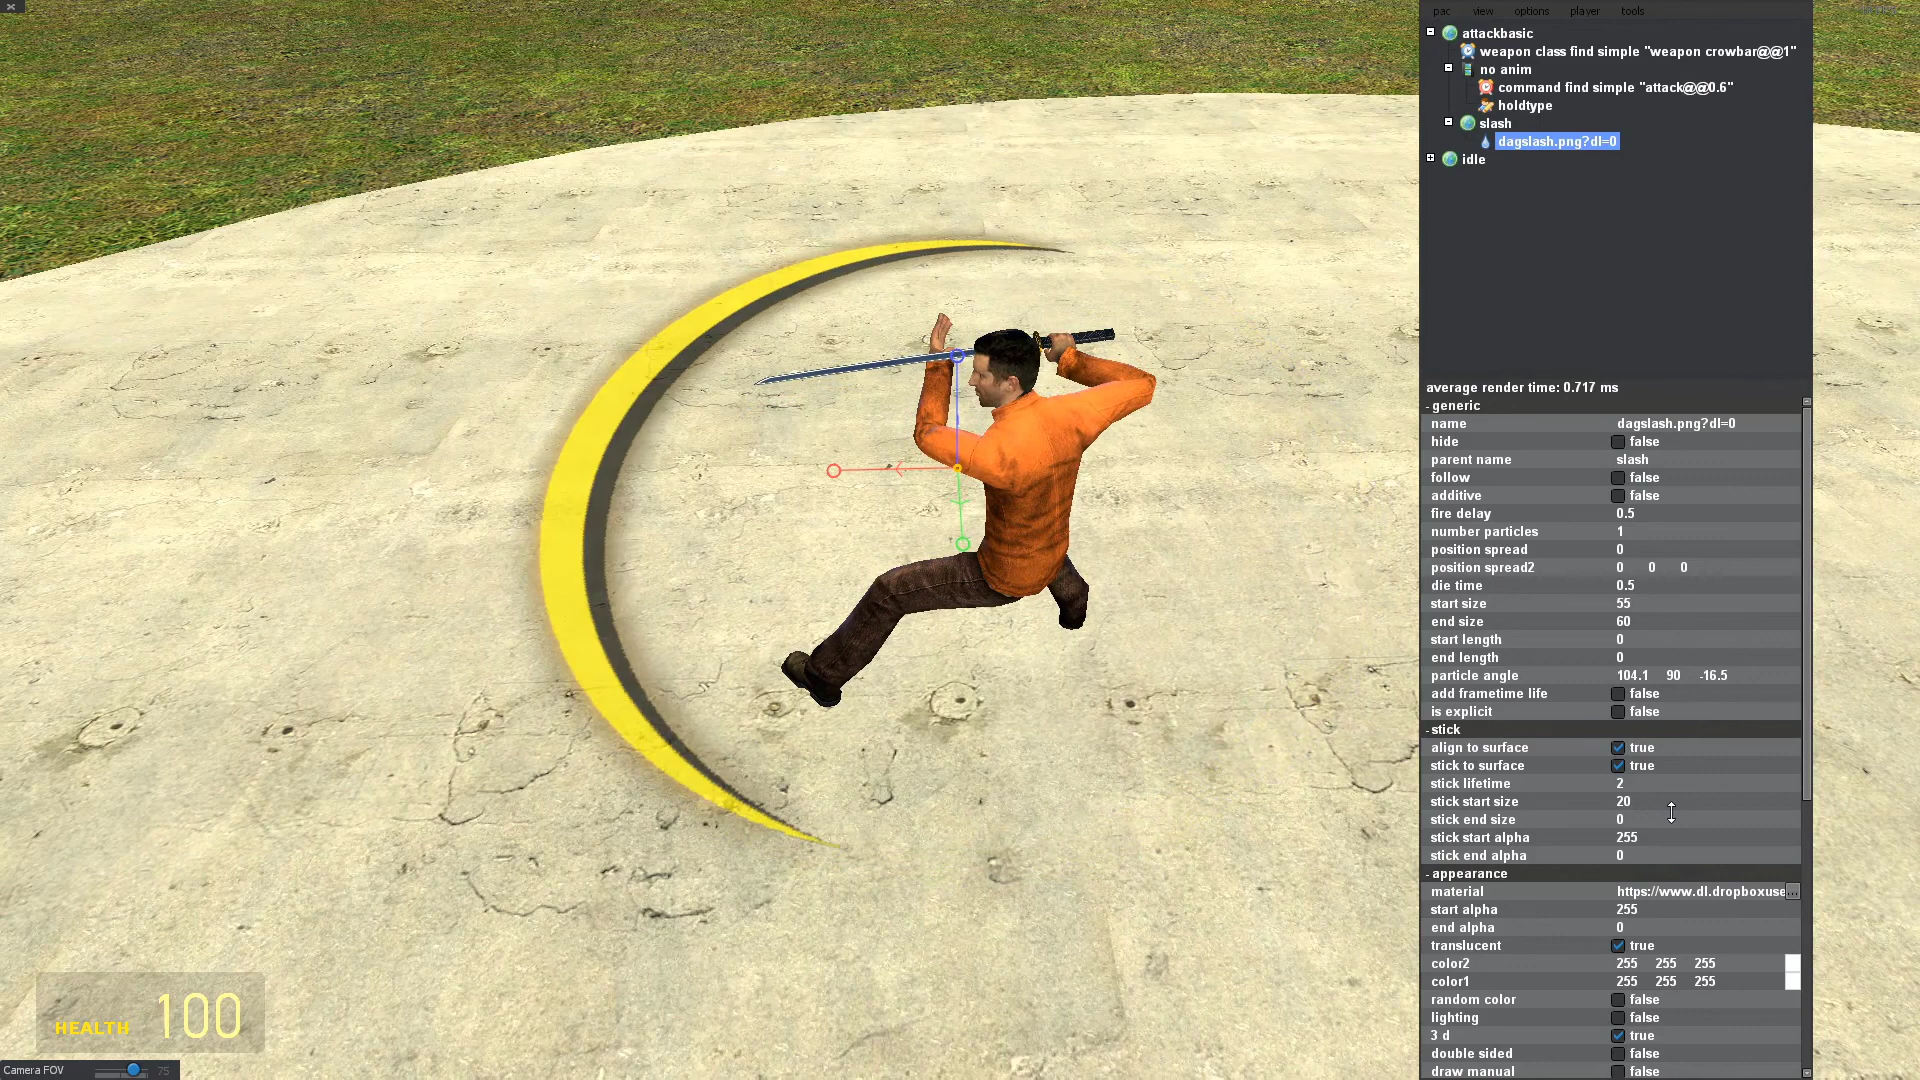 pac view options player tools
attackbasic
weapon class find simple "weapon crowbar@@1"
no anim
command find simple "attack@@0.6"
holdtype
slash
dagslash.png?dl=0
idle
average render time: 0.717 ms
- generic
name dagslash.png?dl=0
hide false
parent name slash
follow false
additive false
fire delay 0.5
number particles 1
position spread 0
position spread2 0 0 0
die time 0.5
start size 55
end size 60
start length 0
end length 0
particle angle 104.1 90 -16.5
add frametime life false
is explicit false
- stick
align to surface true
stick to surface true
stick lifetime 2
stick start size 20
stick end size 0
stick start alpha 255
stick end alpha 0
- appearance
material https://www.dl.dropboxuse ...
start alpha 255
end alpha 0
translucent true
color2 255 255 255
color1 255 255 255
random color false
lighting false
3 d true
double sided false
draw manual false
HEALTH 100
Camera FOV 75